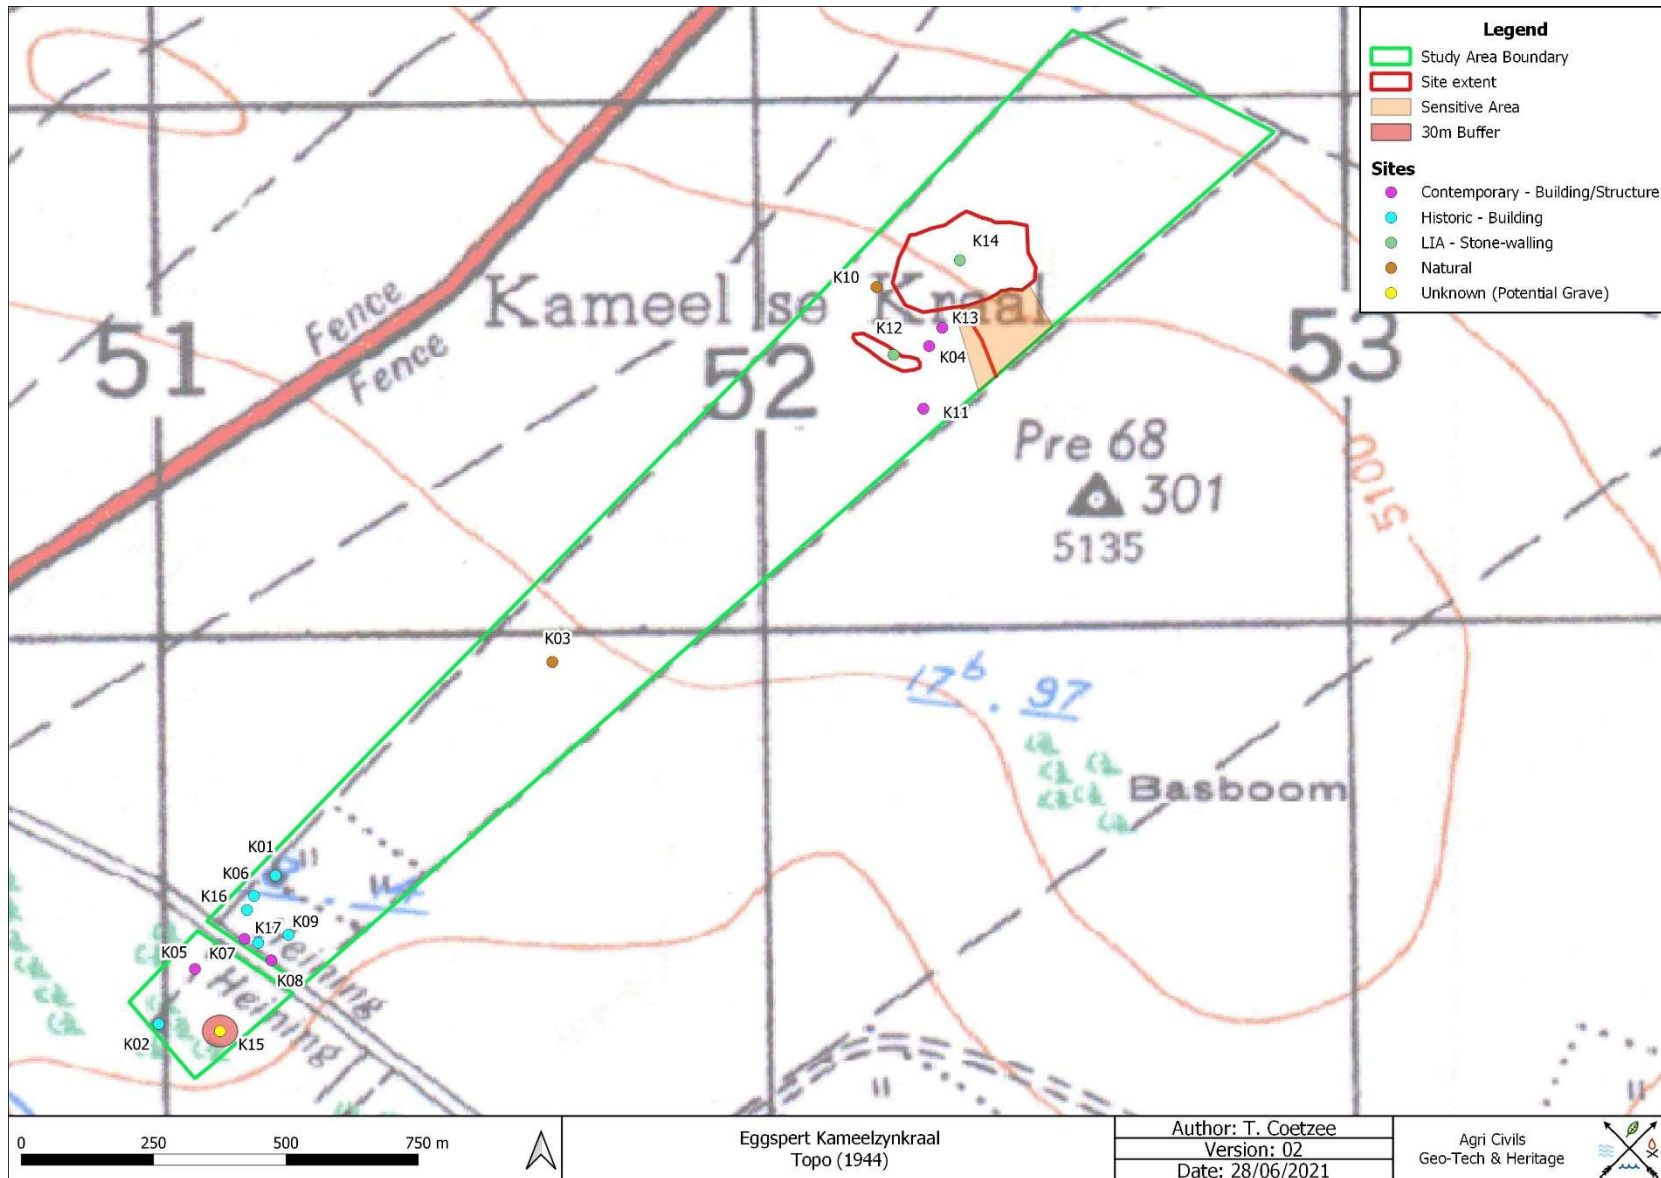 Legend
Study Area Boundary
Site extent
Sensitive Area
30m Buffer
Sites
Contemporary - Building/Structure
Historic - Building
LIA - Stone-walling
Natural
Unknown (Potential Grave)
K14
K10
Kameel se Kraal
Fence
Fence
K13
K12
K04
51
52
53
K11
Pre 68
301
5135
5100
K03
17 6 . 97
Basboom
K01
K06
K16
K17
K09
K05
K07
K08
Heining
Heining
K02
K15
0 250 500 750 m
Eggspert Kameelzynkraal
Topo (1944)
Author: T. Coetzee
Version: 02
Date: 28/06/2021
Agri Civils
Geo-Tech & Heritage